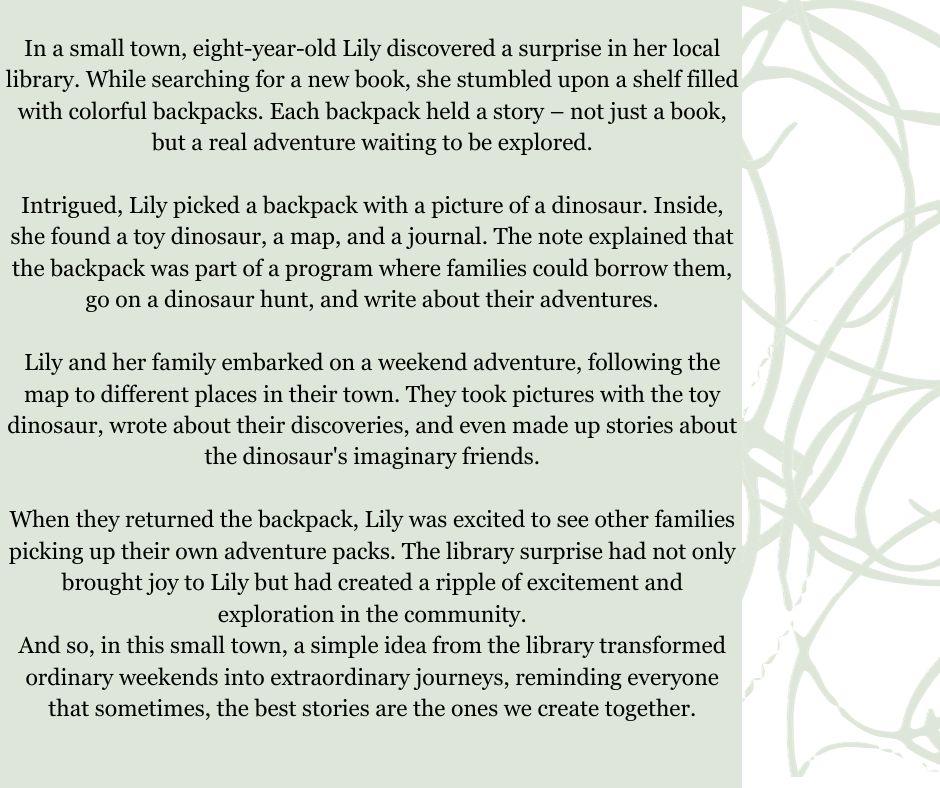 In a small town, eight-year-old Lily discovered a surprise in her local
library. While searching for a new book, she stumbled upon a shelf filled
with colorful backpacks. Each backpack held a story – not just a book,
but a real adventure waiting to be explored.
Intrigued, Lily picked a backpack with a picture of a dinosaur. Inside,
she found a toy dinosaur, a map, and a journal. The note explained that
the backpack was part of a program where families could borrow them,
go on a dinosaur hunt, and write about their adventures.
Lily and her family embarked on a weekend adventure, following the
map to different places in their town. They took pictures with the toy
dinosaur, wrote about their discoveries, and even made up stories about
the dinosaur's imaginary friends.
When they returned the backpack, Lily was excited to see other families
picking up their own adventure packs. The library surprise had not only
brought joy to Lily but had created a ripple of excitement and
exploration in the community.
And so, in this small town, a simple idea from the library transformed
ordinary weekends into extraordinary journeys, reminding everyone
that sometimes, the best stories are the ones we create together.